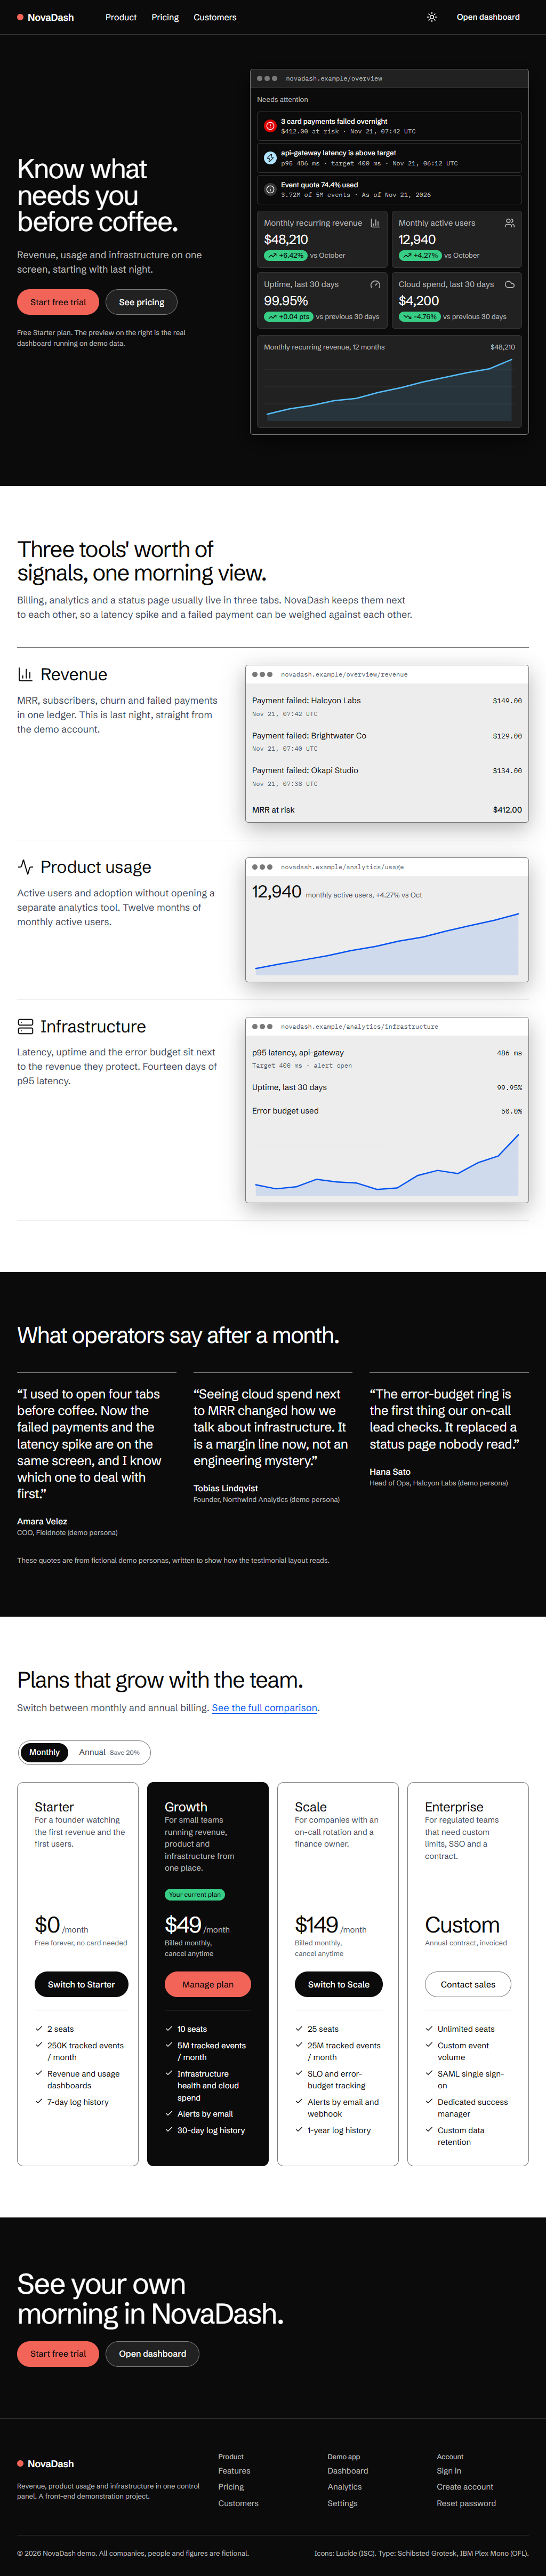 NovaDash
Product
Pricing
Customers
Open dashboard
Know what
needs you
before coffee.
Revenue, usage and infrastructure on one
screen, starting with last night.
Start free trial
See pricing
Free Starter plan. The preview on the right is the real
dashboard running on demo data.
novadash.example/overview
Needs attention
3 card payments failed overnight
$412.00 at risk · Nov 21, 07:42 UTC
api-gateway latency is above target
p95 486 ms · target 400 ms · Nov 21, 06:12 UTC
Event quota 74.4% used
3.72M of 5M events · As of Nov 21, 2026
Monthly recurring revenue
$48,210
+6.42% vs October
Monthly active users
12,940
+4.27% vs October
Uptime, last 30 days
99.95%
+0.04 pts vs previous 30 days
Cloud spend, last 30 days
$4,200
-4.76% vs previous 30 days
Monthly recurring revenue, 12 months
$48,210
Three tools' worth of
signals, one morning view.
Billing, analytics and a status page usually live in three tabs. NovaDash keeps them next
to each other, so a latency spike and a failed payment can be weighed against each other.
Revenue
MRR, subscribers, churn and failed payments
in one ledger. This is last night, straight from
the demo account.
novadash.example/overview/revenue
Payment failed: Halcyon Labs
$149.00
Nov 21, 07:42 UTC
Payment failed: Brightwater Co
$129.00
Nov 21, 07:40 UTC
Payment failed: Okapi Studio
$134.00
Nov 21, 07:38 UTC
MRR at risk
$412.00
Product usage
Active users and adoption without opening a
separate analytics tool. Twelve months of
monthly active users.
novadash.example/analytics/usage
12,940 monthly active users, +4.27% vs Oct
Infrastructure
Latency, uptime and the error budget sit next
to the revenue they protect. Fourteen days of
p95 latency.
novadash.example/analytics/infrastructure
p95 latency, api-gateway
486 ms
Target 400 ms · alert open
Uptime, last 30 days
99.95%
Error budget used
50.0%
What operators say after a month.
“I used to open four tabs
before coffee. Now the
failed payments and the
latency spike are on the
same screen, and I know
which one to deal with
first.”
Amara Velez
COO, Fieldnote (demo persona)
“Seeing cloud spend next
to MRR changed how we
talk about infrastructure. It
is a margin line now, not an
engineering mystery.”
Tobias Lindqvist
Founder, Northwind Analytics (demo persona)
“The error-budget ring is
the first thing our on-call
lead checks. It replaced a
status page nobody read.”
Hana Sato
Head of Ops, Halcyon Labs (demo persona)
These quotes are from fictional demo personas, written to show how the testimonial layout reads.
Plans that grow with the team.
Switch between monthly and annual billing. See the full comparison.
Monthly
Annual Save 20%
Starter
For a founder watching
the first revenue and the
first users.
$0 /month
Free forever, no card needed
Switch to Starter
2 seats
250K tracked events
/ month
Revenue and usage
dashboards
7-day log history
Growth
For small teams
running revenue,
product and
infrastructure from
one place.
Your current plan
$49 /month
Billed monthly,
cancel anytime
Manage plan
10 seats
5M tracked events
/ month
Infrastructure
health and cloud
spend
Alerts by email
30-day log history
Scale
For companies with an
on-call rotation and a
finance owner.
$149 /month
Billed monthly,
cancel anytime
Switch to Scale
25 seats
25M tracked events
/ month
SLO and error-
budget tracking
Alerts by email and
webhook
1-year log history
Enterprise
For regulated teams
that need custom
limits, SSO and a
contract.
Custom
Annual contract, invoiced
Contact sales
Unlimited seats
Custom event
volume
SAML single sign-
on
Dedicated success
manager
Custom data
retention
See your own
morning in NovaDash.
Start free trial
Open dashboard
NovaDash
Revenue, product usage and infrastructure in one control
panel. A front-end demonstration project.
Product
Features
Pricing
Customers
Demo app
Dashboard
Analytics
Settings
Account
Sign in
Create account
Reset password
© 2026 NovaDash demo. All companies, people and figures are fictional.
Icons: Lucide (ISC). Type: Schibsted Grotesk, IBM Plex Mono (OFL).